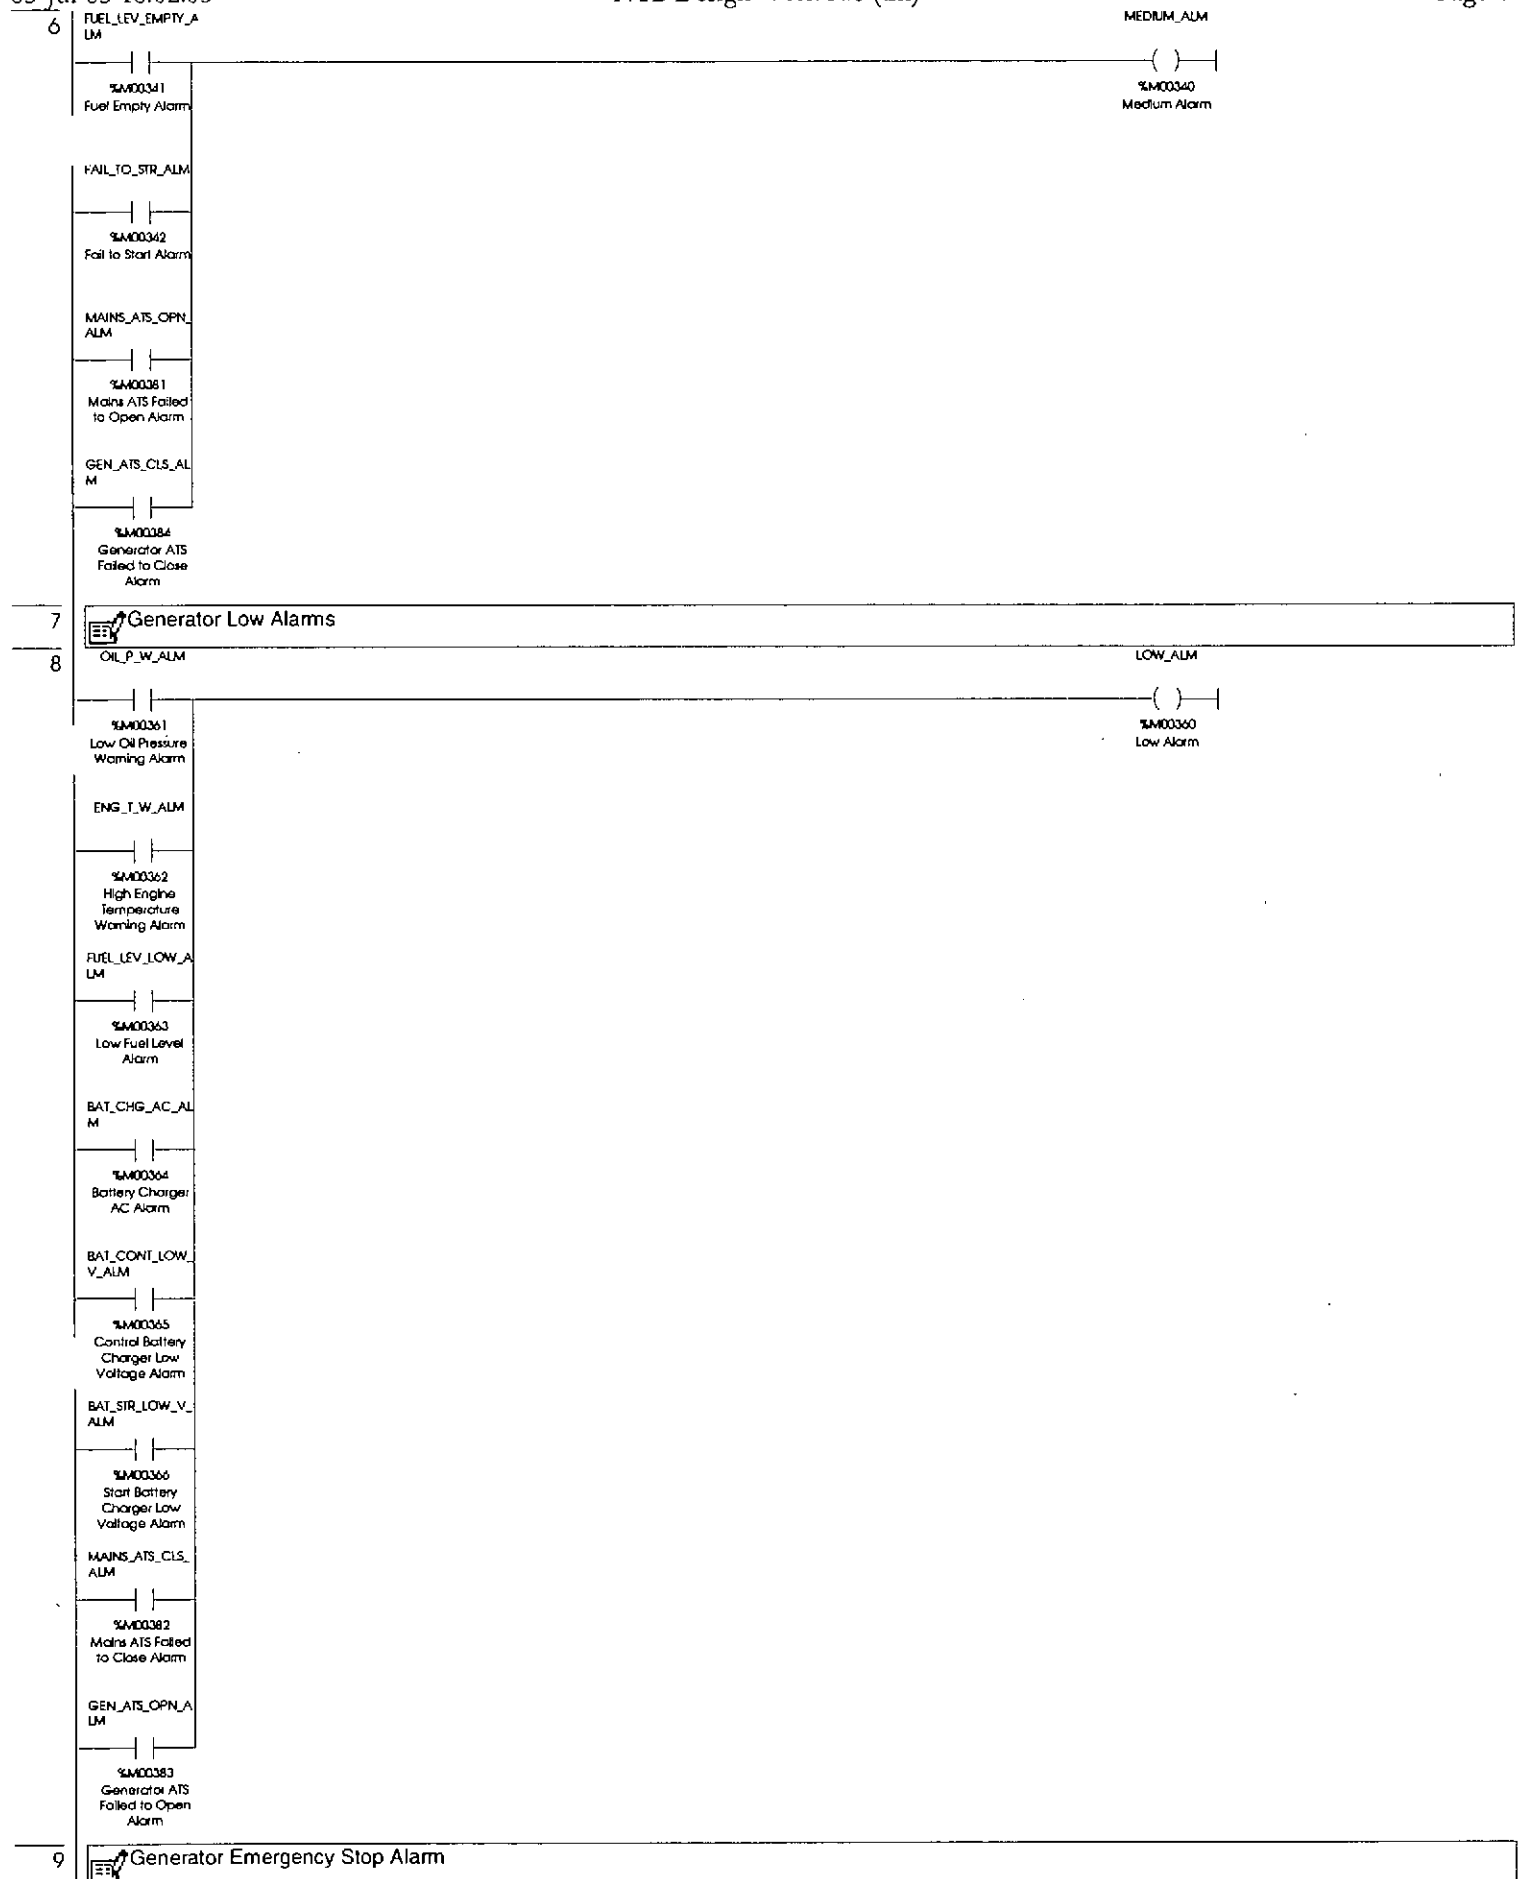 6
FUEL_LEV_EMPTY_A
LM
MEDIUM_ALM
%M00341
Fuel Empty Alarm
%M00340
Medium Alarm
FAIL_TO_STR_ALM
%M00342
Fail to Start Alarm
MAINS_ATS_OPN_
ALM
%M00381
Mains ATS Failed
to Open Alarm
GEN_ATS_CLS_AL
M
%M00384
Generator ATS
Failed to Close
Alarm
7
Generator Low Alarms
8
OIL_P_W_ALM
LOW_ALM
%M00361
Low Oil Pressure
Warning Alarm
%M00360
Low Alarm
ENG_T_W_ALM
%M00362
High Engine
Temperature
Warning Alarm
FUEL_LEV_LOW_A
LM
%M00363
Low Fuel Level
Alarm
BAT_CHG_AC_AL
M
%M00364
Battery Charger
AC Alarm
BAT_CONT_LOW_
V_ALM
%M00365
Control Battery
Charger Low
Voltage Alarm
BAT_STR_LOW_V_
ALM
%M00366
Start Battery
Charger Low
Voltage Alarm
MAINS_ATS_CLS_
ALM
%M00382
Mains ATS Failed
to Close Alarm
GEN_ATS_OPN_A
LM
%M00383
Generator ATS
Failed to Open
Alarm
9
Generator Emergency Stop Alarm